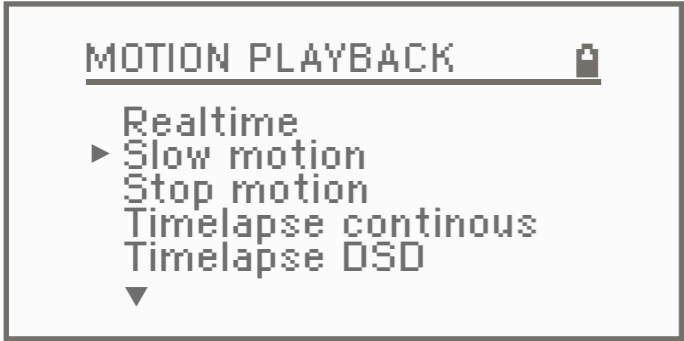 MOTION PLAYBACK
Realtime
Slow motion
Stop motion
Timelapse continous
Timelapse DSD